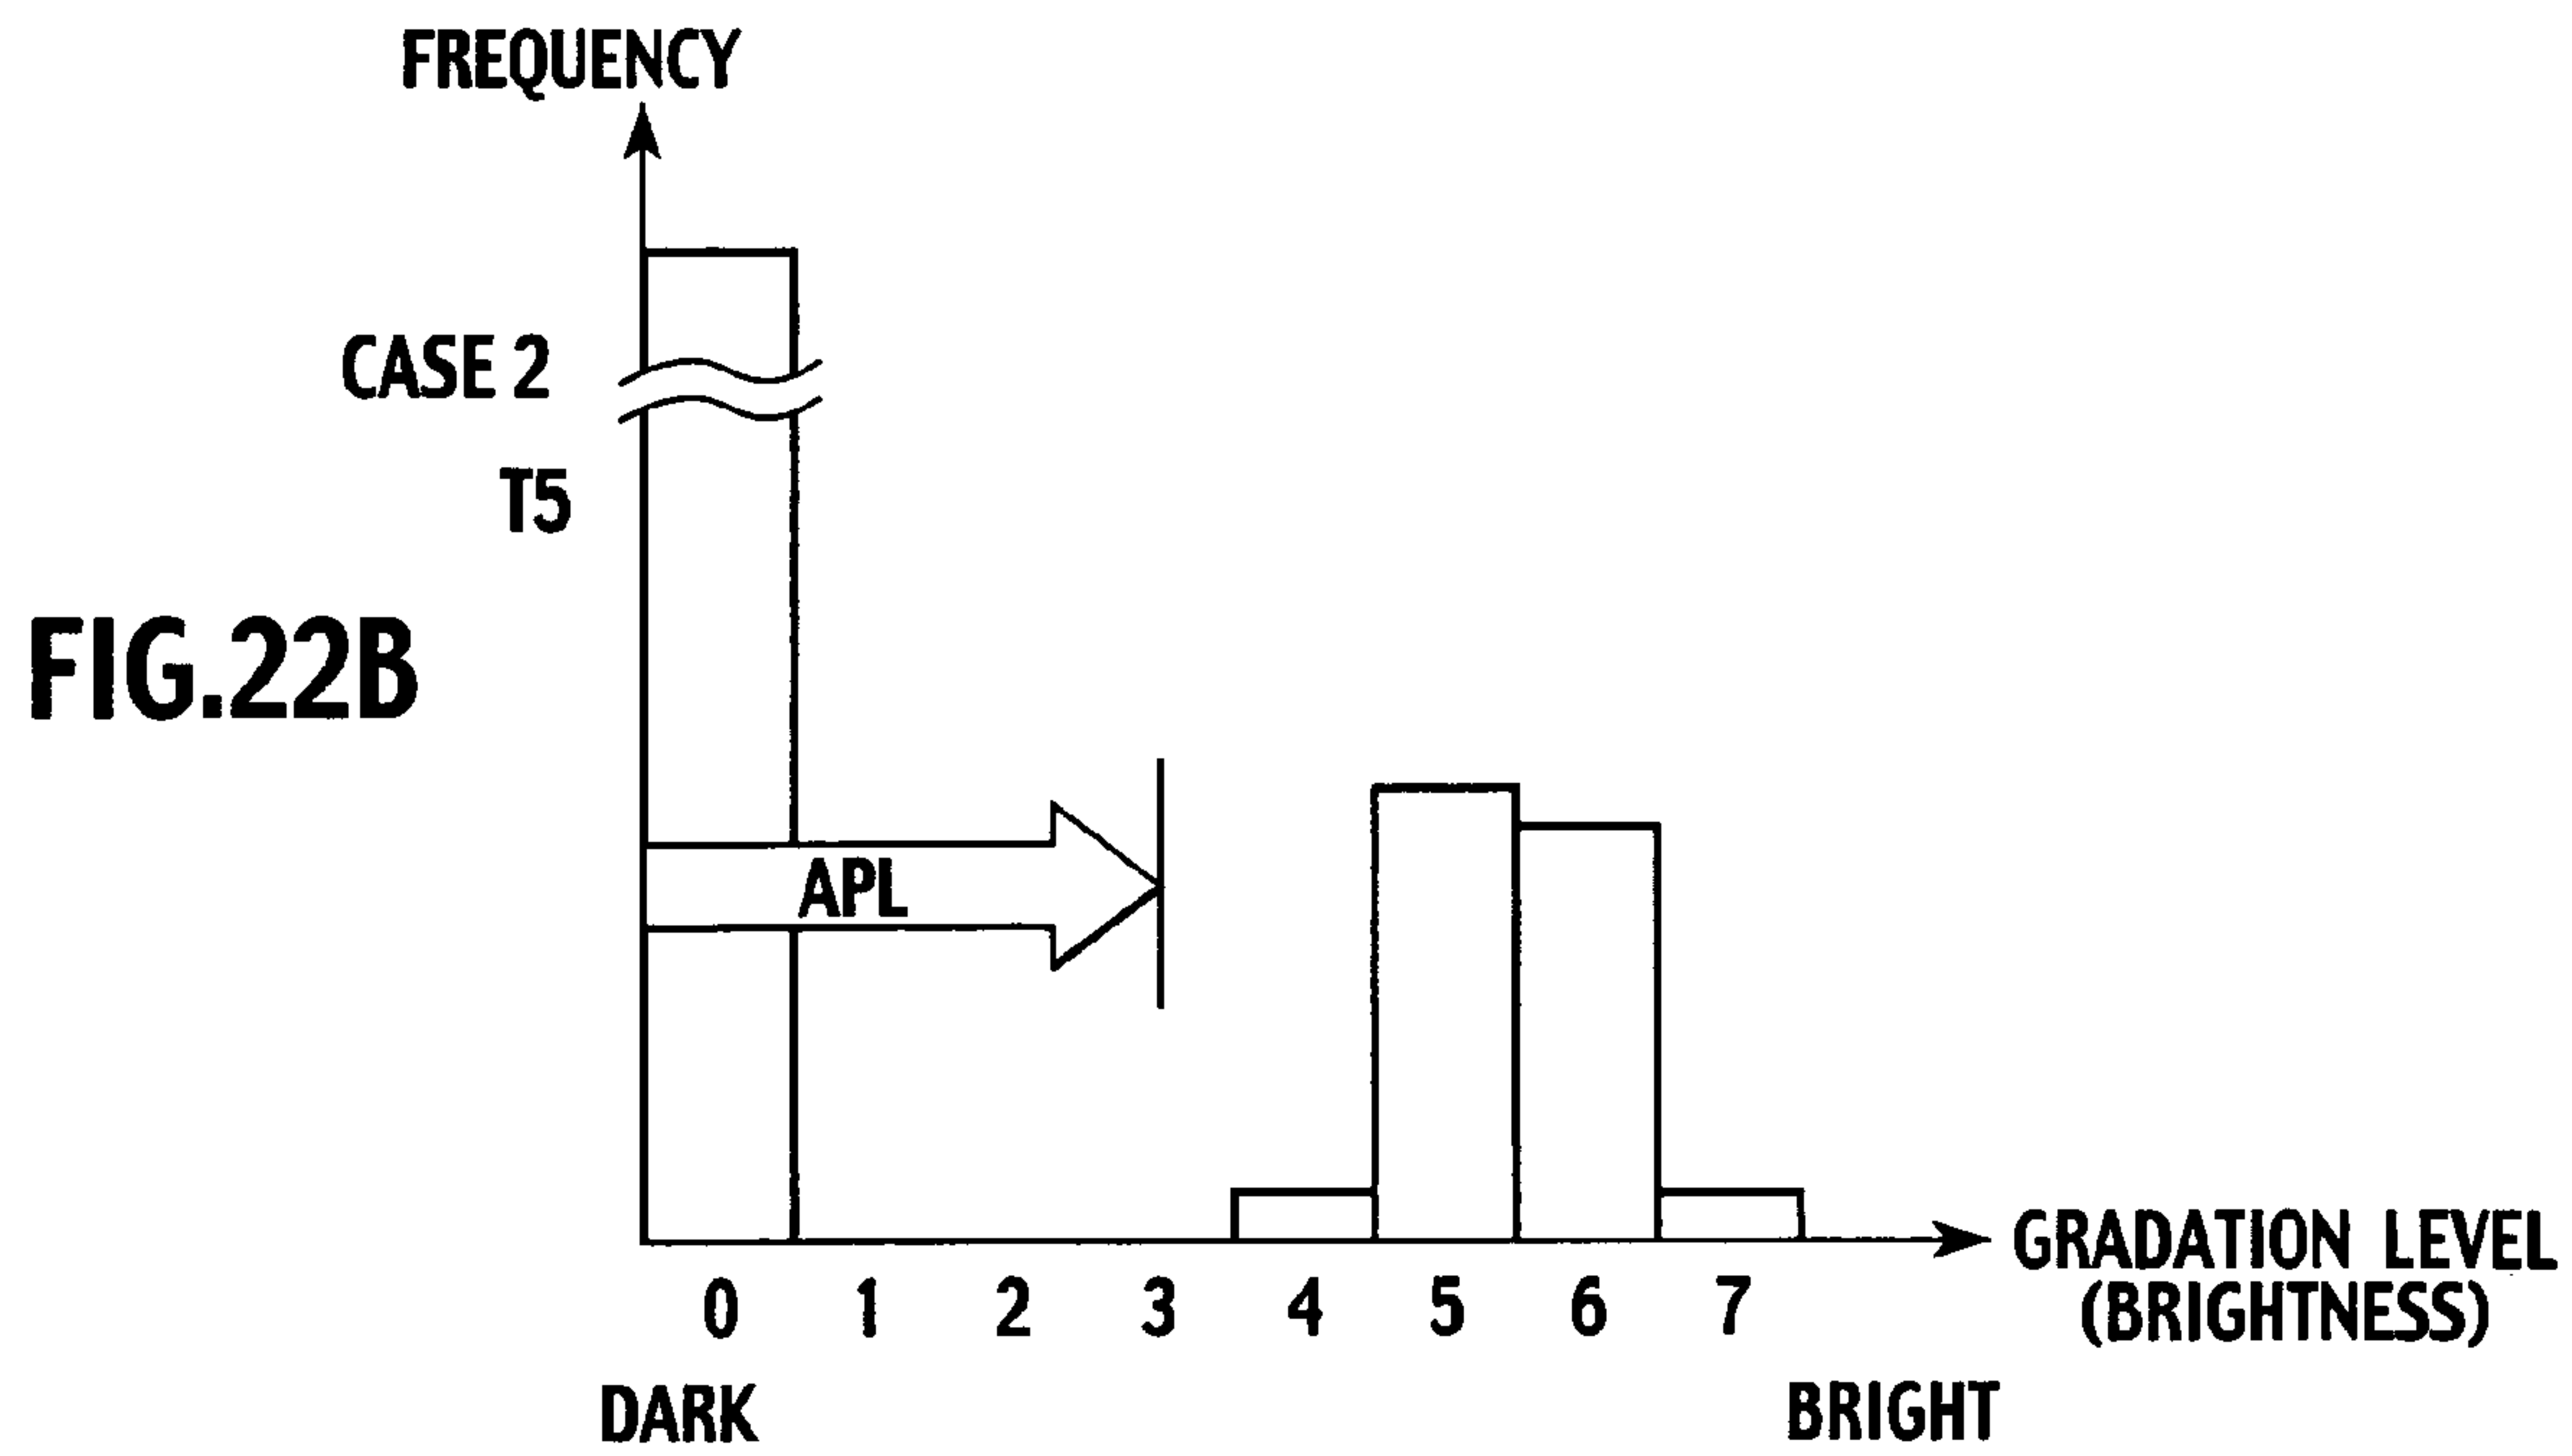 FREQUENCY
CASE 2
T5
FIG.22B
APL
0 1 2 3 4 5 6 7
GRADATION LEVEL
(BRIGHTNESS)
DARK
BRIGHT